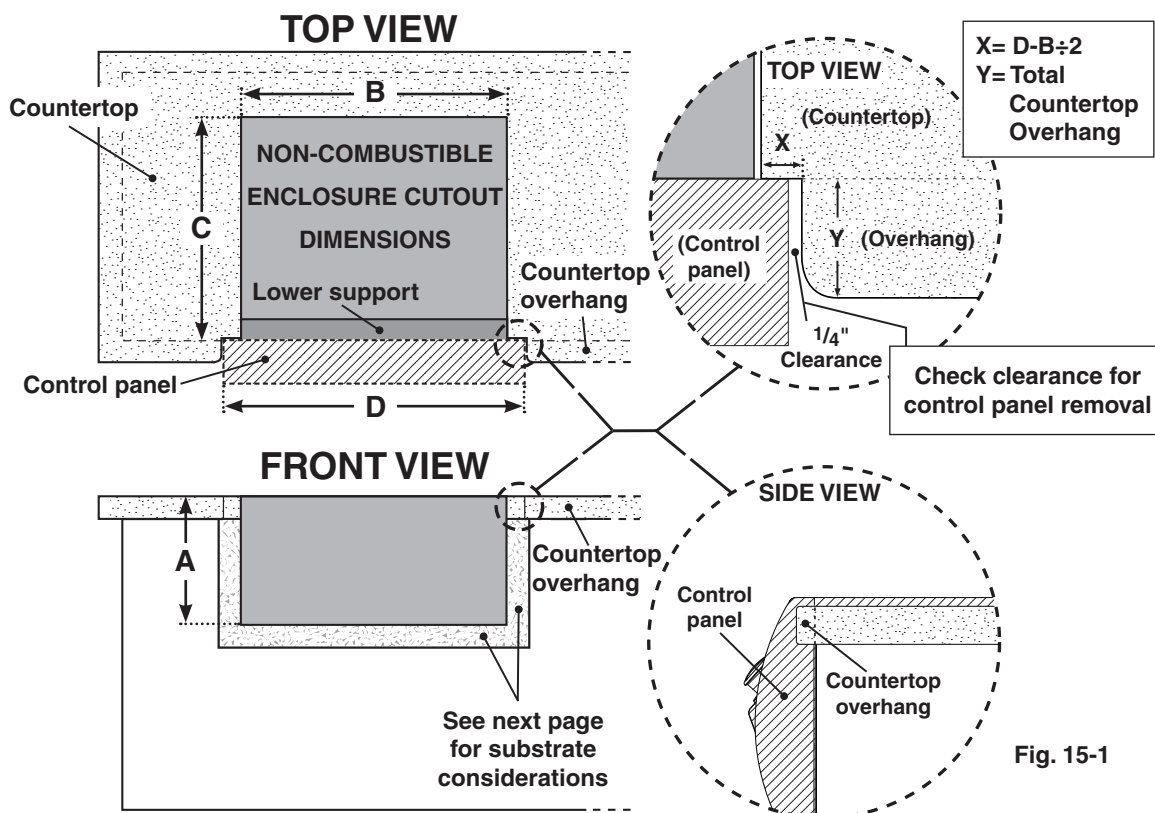 TOP VIEW
Countertop
B
NON-COMBUSTIBLE
ENCLOSURE CUTOUT
DIMENSIONS
C
Lower support
Countertop
overhang
Control panel
D
TOP VIEW
(Countertop)
X
(Control
panel)
Y
(Overhang)
1/4"
Clearance
X= D-B÷2
Y= Total
Countertop
Overhang
Check clearance for
control panel removal
FRONT VIEW
A
Countertop
overhang
See next page
for substrate
considerations
SIDE VIEW
Control
panel
Countertop
overhang
Fig. 15-1